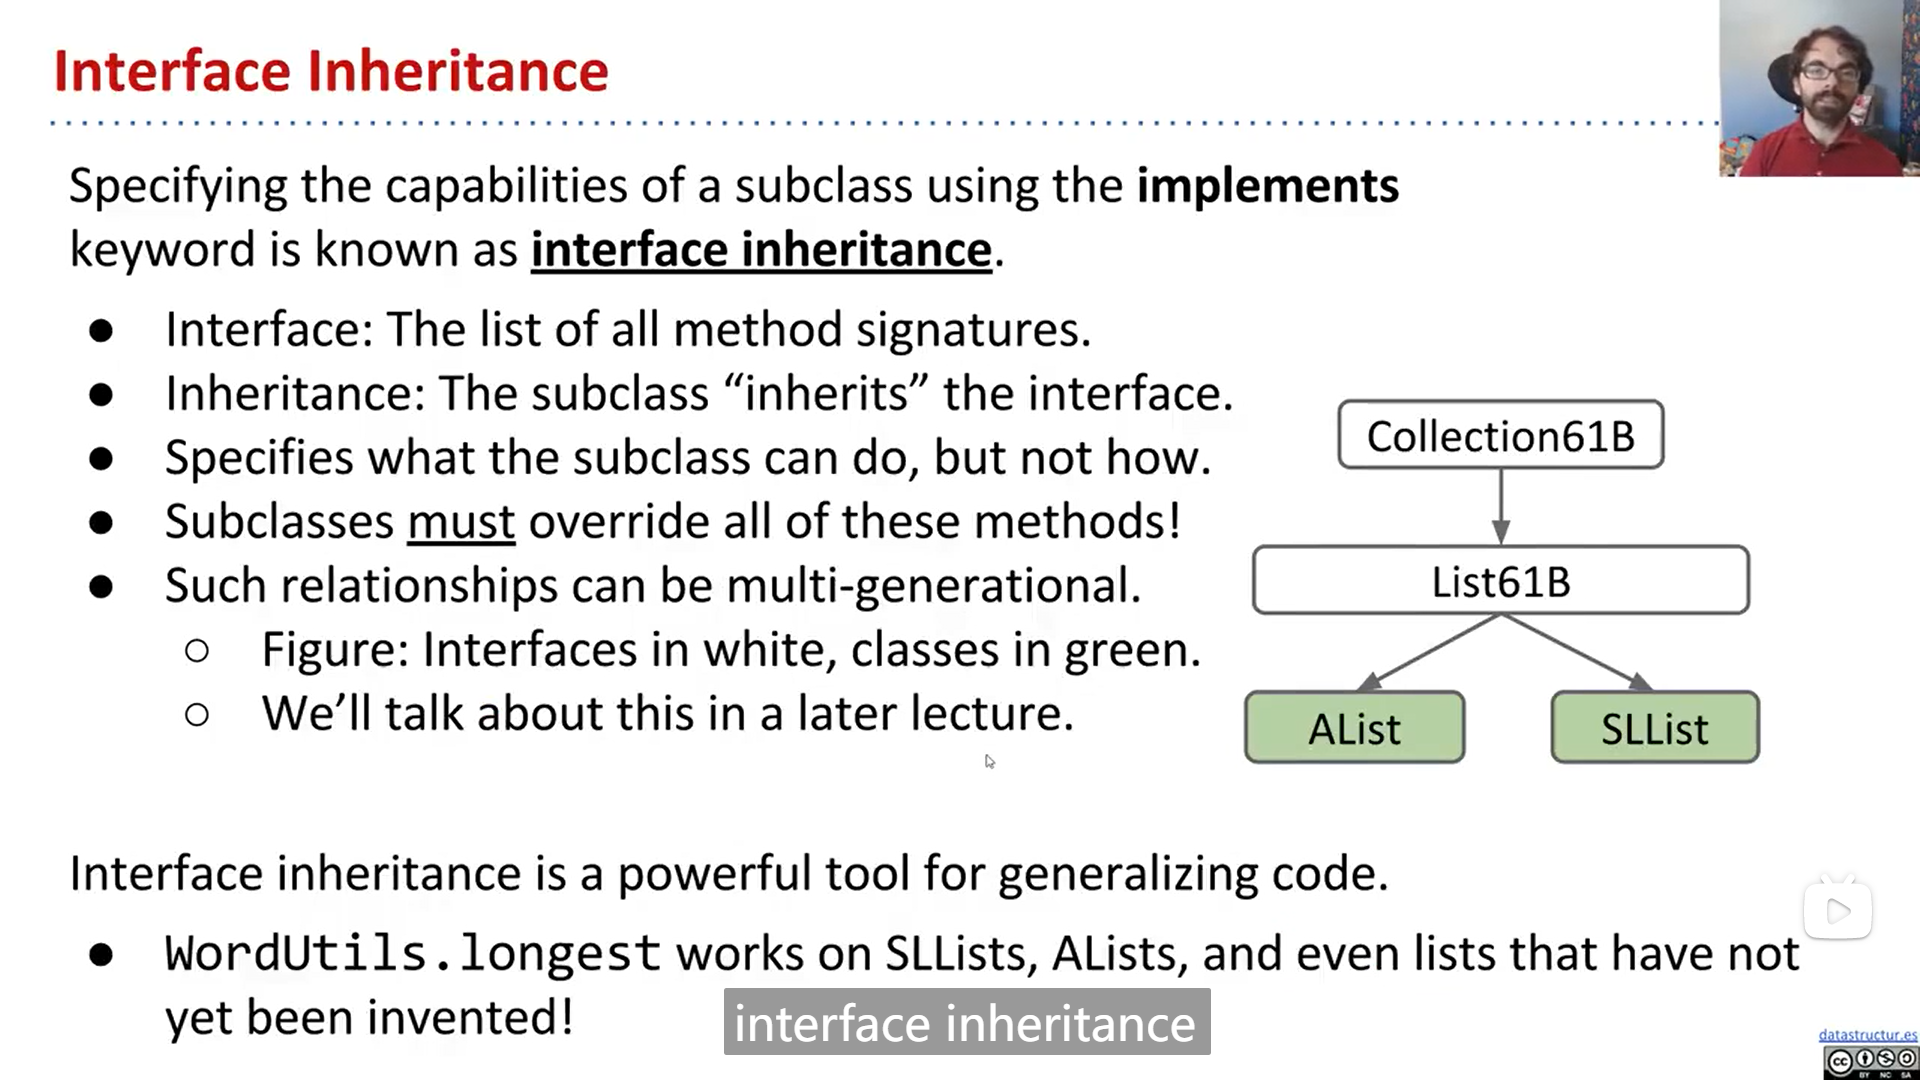 Interface Inheritance
Specifying the capabilities of a subclass using the implements
keyword is known as interface inheritance.
● Interface: The list of all method signatures.
● Inheritance: The subclass “inherits” the interface.
● Specifies what the subclass can do, but not how.
● Subclasses must override all of these methods!
● Such relationships can be multi-generational.
○ Figure: Interfaces in white, classes in green.
○ We’ll talk about this in a later lecture.
Collection61B
List61B
AList
SLList
Interface inheritance is a powerful tool for generalizing code.
● WordUtils.longest works on SLLists, ALists, and even lists that have not
yet been invented!
interface inheritance
datastructur.es
cc
BY NC SA